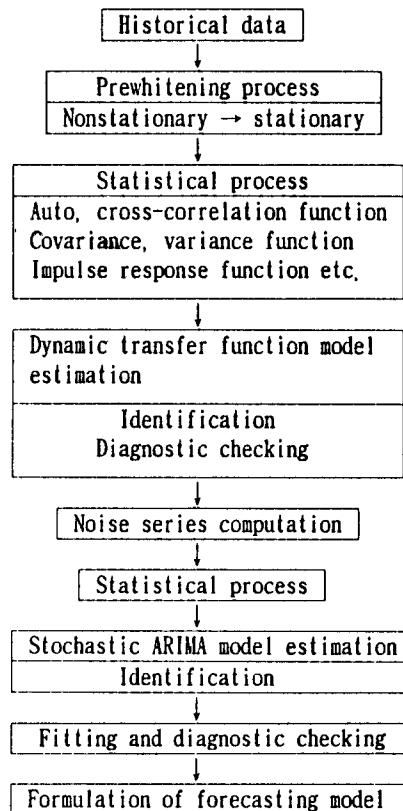 Historical data
Prewhitening process
Nonstationary → stationary
Statistical process
Auto, cross-correlation function
Covariance, variance function
Impulse response function etc.
Dynamic transfer function model
estimation
Identification
Diagnostic checking
Noise series computation
Statistical process
Stochastic ARIMA model estimation
Identification
Fitting and diagnostic checking
Formulation of forecasting model